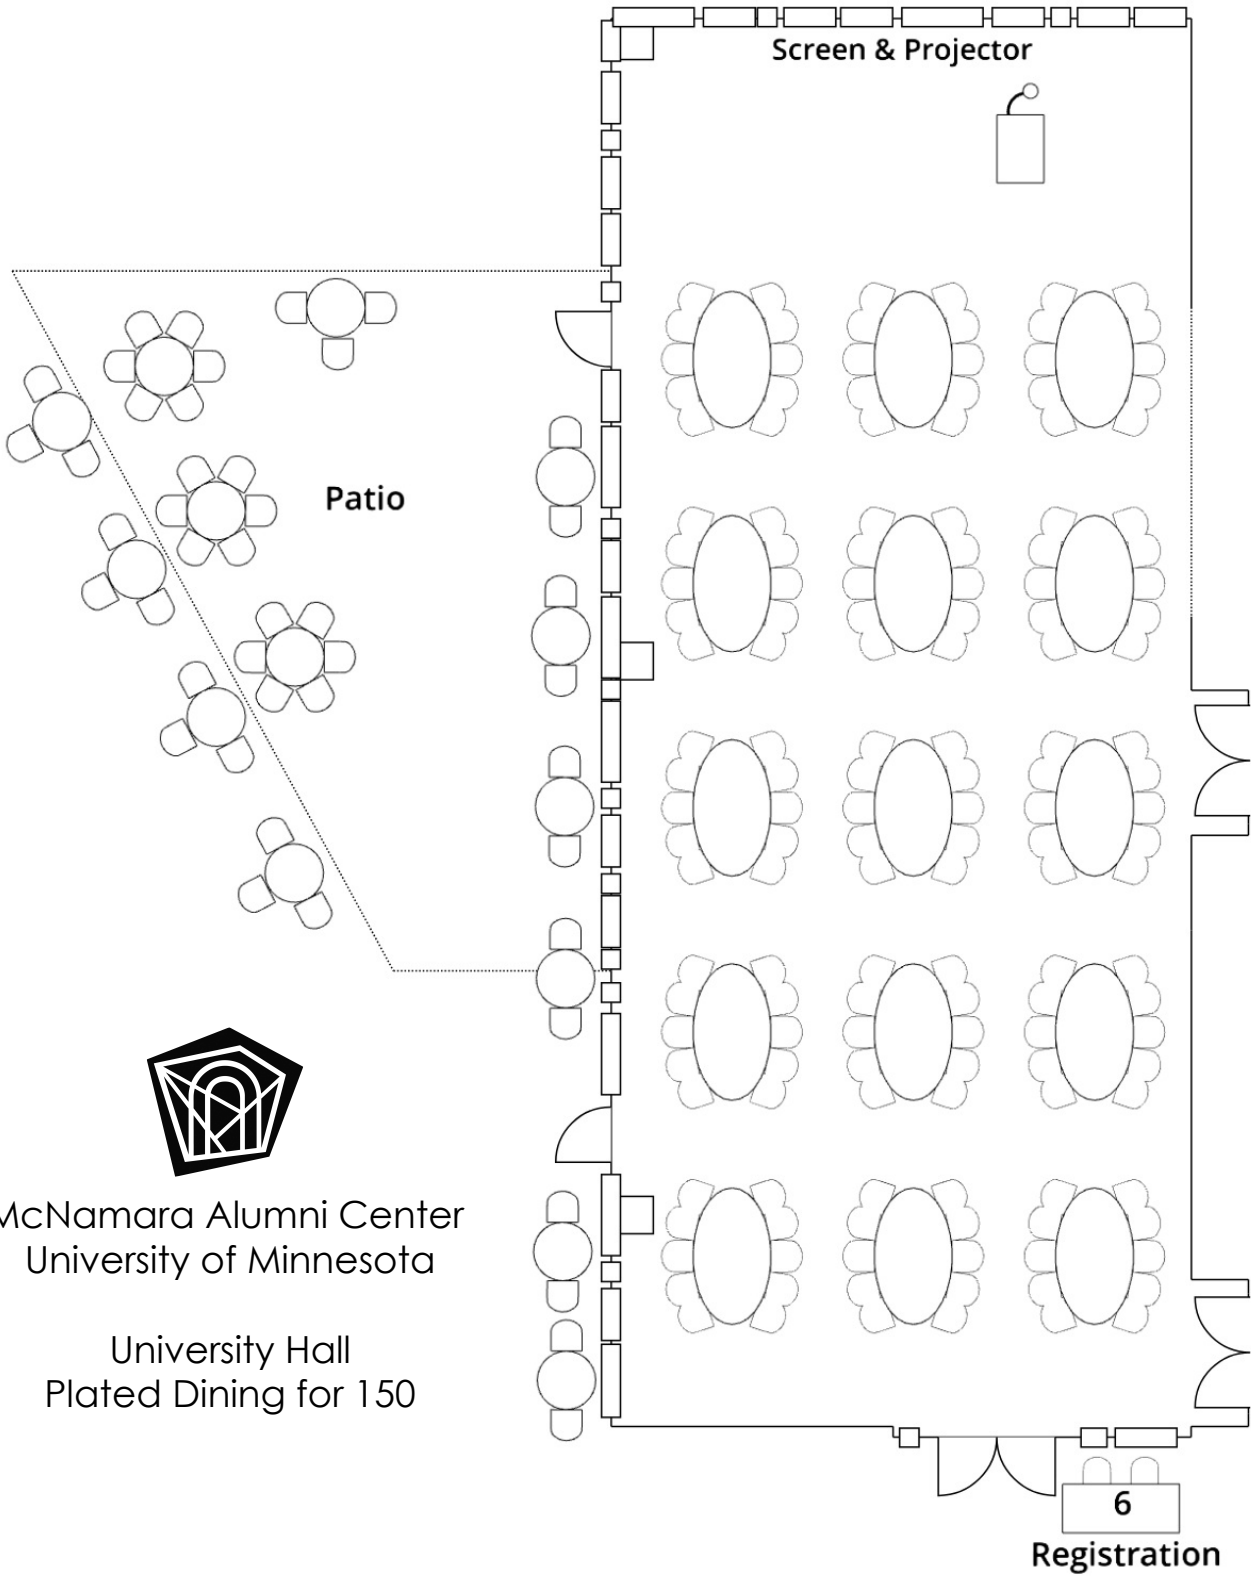 Screen & Projector
Patio
McNamara Alumni Center
University of Minnesota
University Hall
Plated Dining for 150
6
Registration